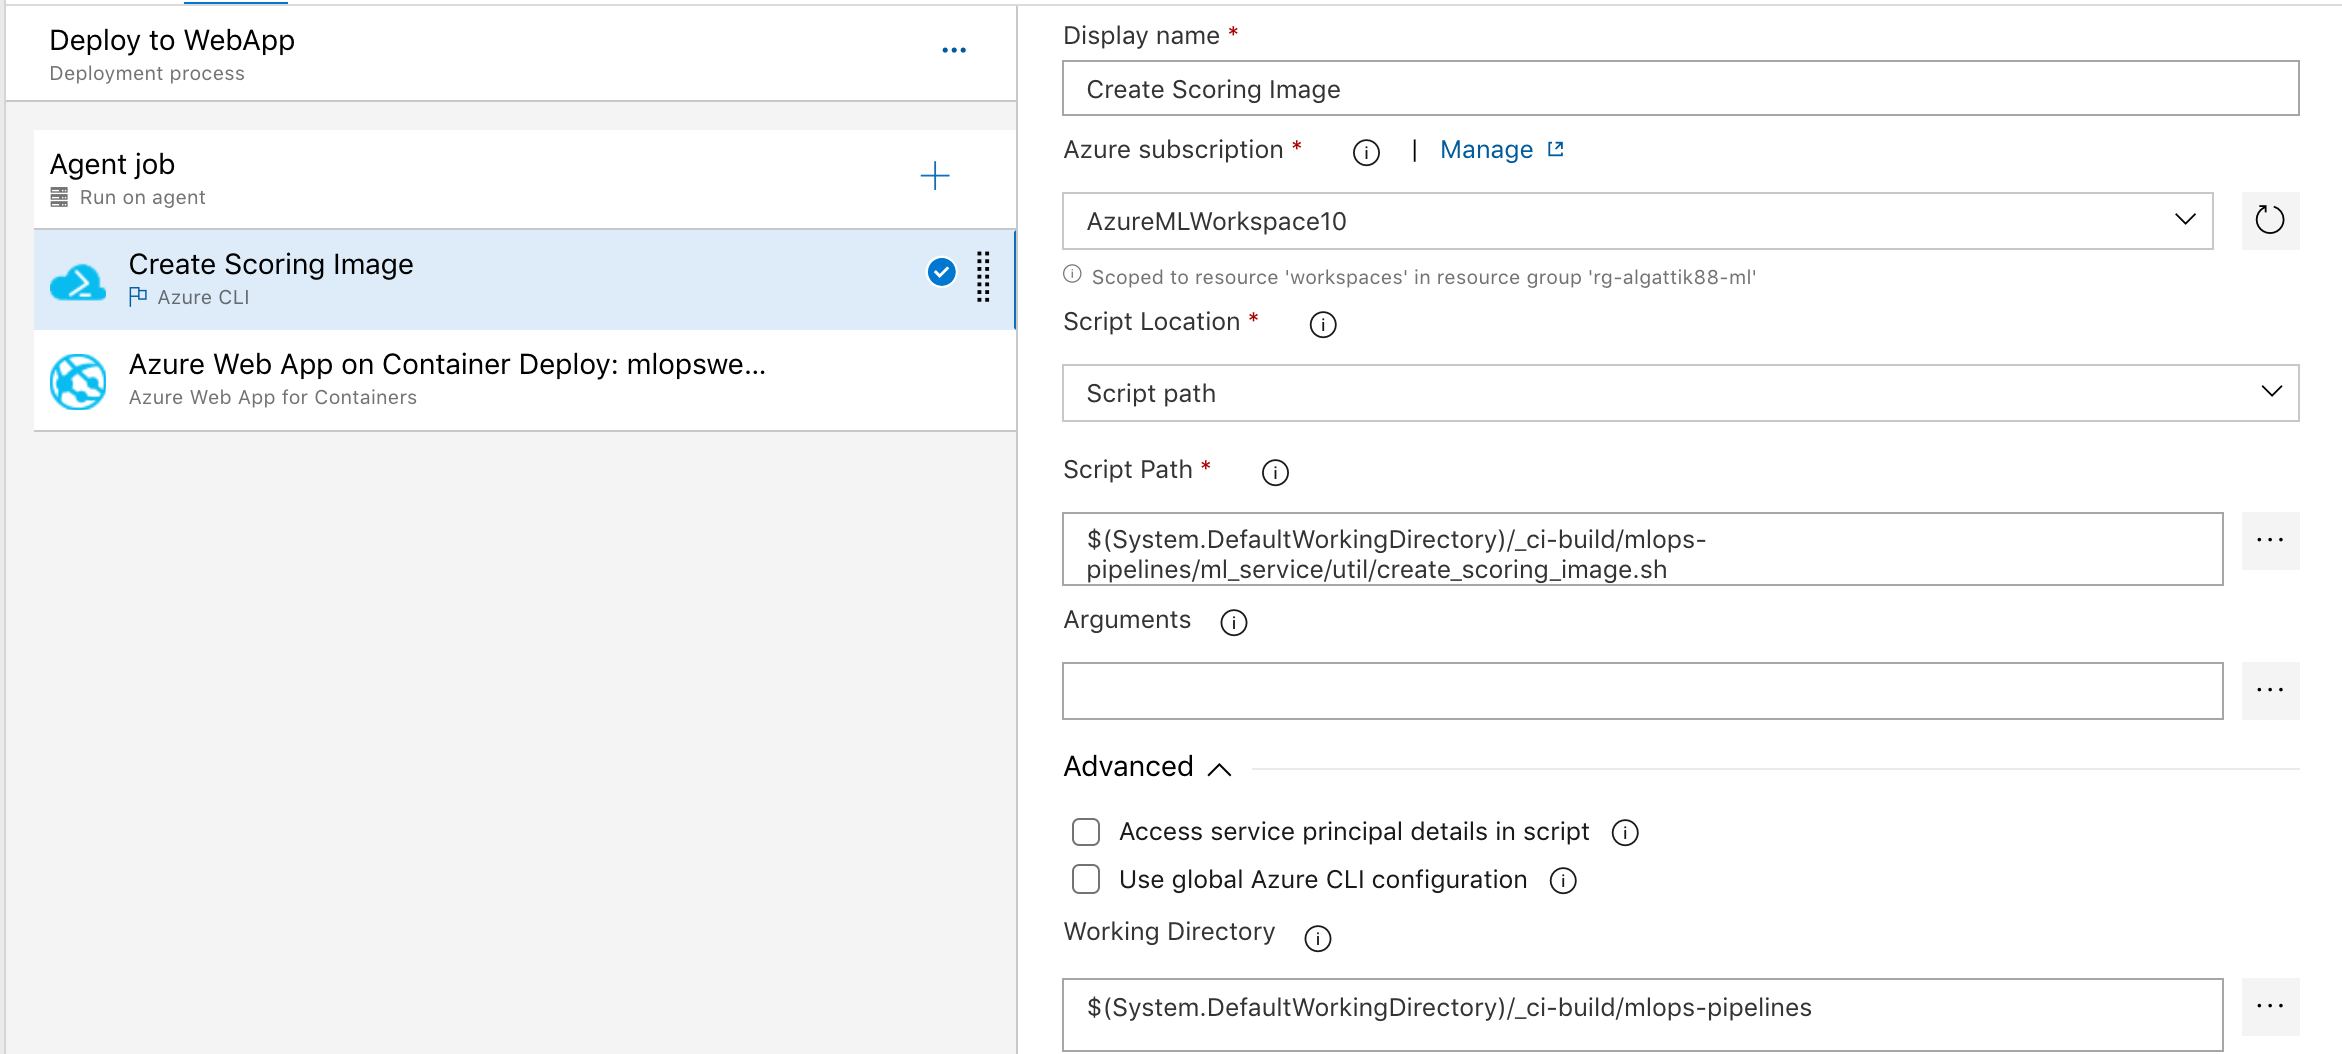 Deploy to WebApp
Deployment process
Agent job
Run on agent
Create Scoring Image
Azure CLI
Azure Web App on Container Deploy: mlopswe...
Azure Web App for Containers
Display name *
Create Scoring Image
Azure subscription * | Manage
AzureMLWorkspace10
Scoped to resource 'workspaces' in resource group 'rg-algattik88-ml'
Script Location *
Script path
Script Path *
$(System.DefaultWorkingDirectory)/_ci-build/mlops-
pipelines/ml_service/util/create_scoring_image.sh
Arguments
Advanced
Access service principal details in script
Use global Azure CLI configuration
Working Directory
$(System.DefaultWorkingDirectory)/_ci-build/mlops-pipelines